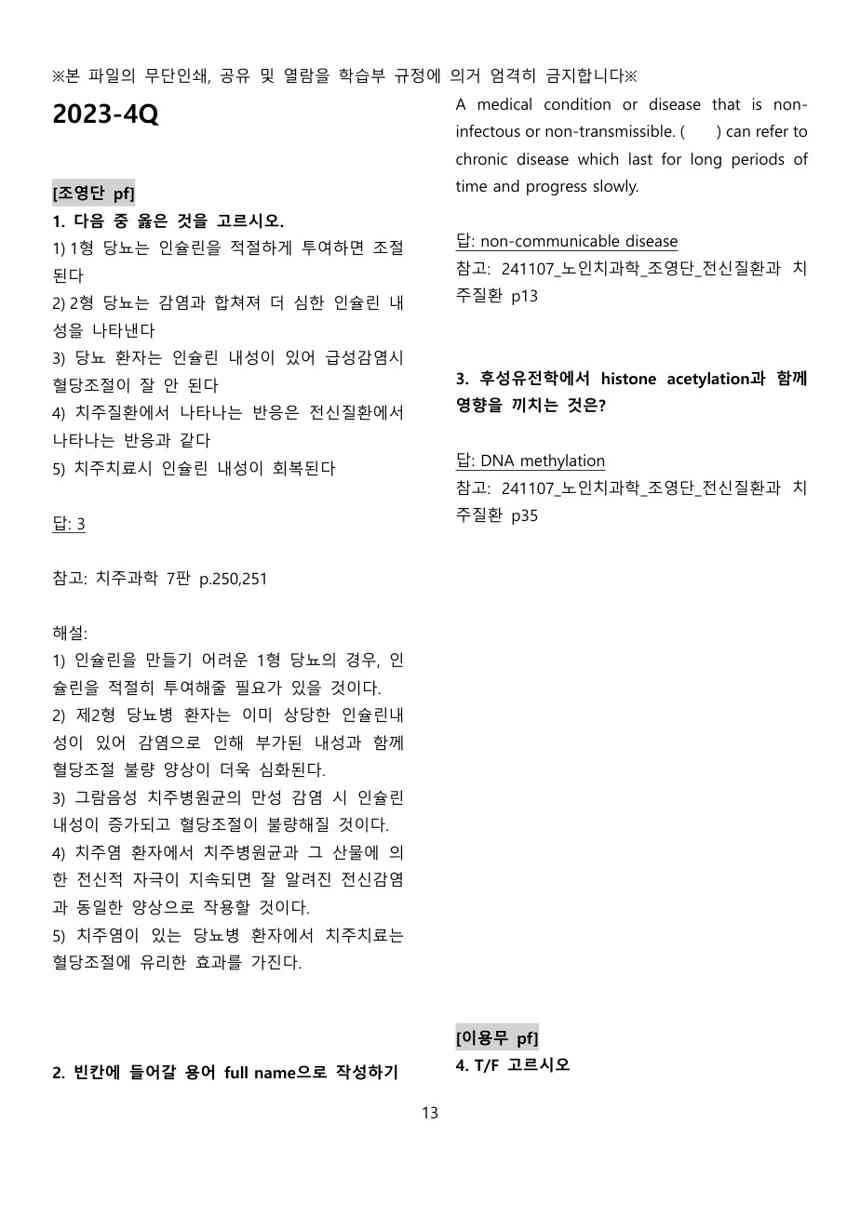 ※본 파일의 무단인쇄, 공유 및 열람을 학습부 규정에 의거 엄격히 금지합니다※
2023-4Q
[조영단 pf]
1. 다음 중 옳은 것을 고르시오.
1) 1형 당뇨는 인슐린을 적절하게 투여하면 조절
된다
2) 2형 당뇨는 감염과 합쳐져 더 심한 인슐린 내
성을 나타낸다
3) 당뇨 환자는 인슐린 내성이 있어 급성감염시
혈당조절이 잘 안 된다
4) 치주질환에서 나타나는 반응은 전신질환에서
나타나는 반응과 같다
5) 치주치료시 인슐린 내성이 회복된다
답: 3
참고: 치주과학 7판 p.250,251
해설:
1) 인슐린을 만들기 어려운 1형 당뇨의 경우, 인
슐린을 적절히 투여해줄 필요가 있을 것이다.
2) 제2형 당뇨병 환자는 이미 상당한 인슐린내
성이 있어 감염으로 인해 부가된 내성과 함께
혈당조절 불량 양상이 더욱 심화된다.
3) 그람음성 치주병원균의 만성 감염 시 인슐린
내성이 증가되고 혈당조절이 불량해질 것이다.
4) 치주염 환자에서 치주병원균과 그 산물에 의
한 전신적 자극이 지속되면 잘 알려진 전신감염
과 동일한 양상으로 작용할 것이다.
5) 치주염이 있는 당뇨병 환자에서 치주치료는
혈당조절에 유리한 효과를 가진다.
2. 빈칸에 들어갈 용어 full name으로 작성하기
A medical condition or disease that is non-
infectous or non-transmissible. (      ) can refer to
chronic disease which last for long periods of
time and progress slowly.
답: non-communicable disease
참고: 241107_노인치과학_조영단_전신질환과 치
주질환 p13
3. 후성유전학에서 histone acetylation과 함께
영향을 끼치는 것은?
답: DNA methylation
참고: 241107_노인치과학_조영단_전신질환과 치
주질환 p35
[이용무 pf]
4. T/F 고르시오
13